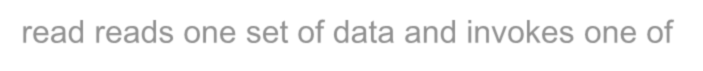 read reads one set of data and invokes one of